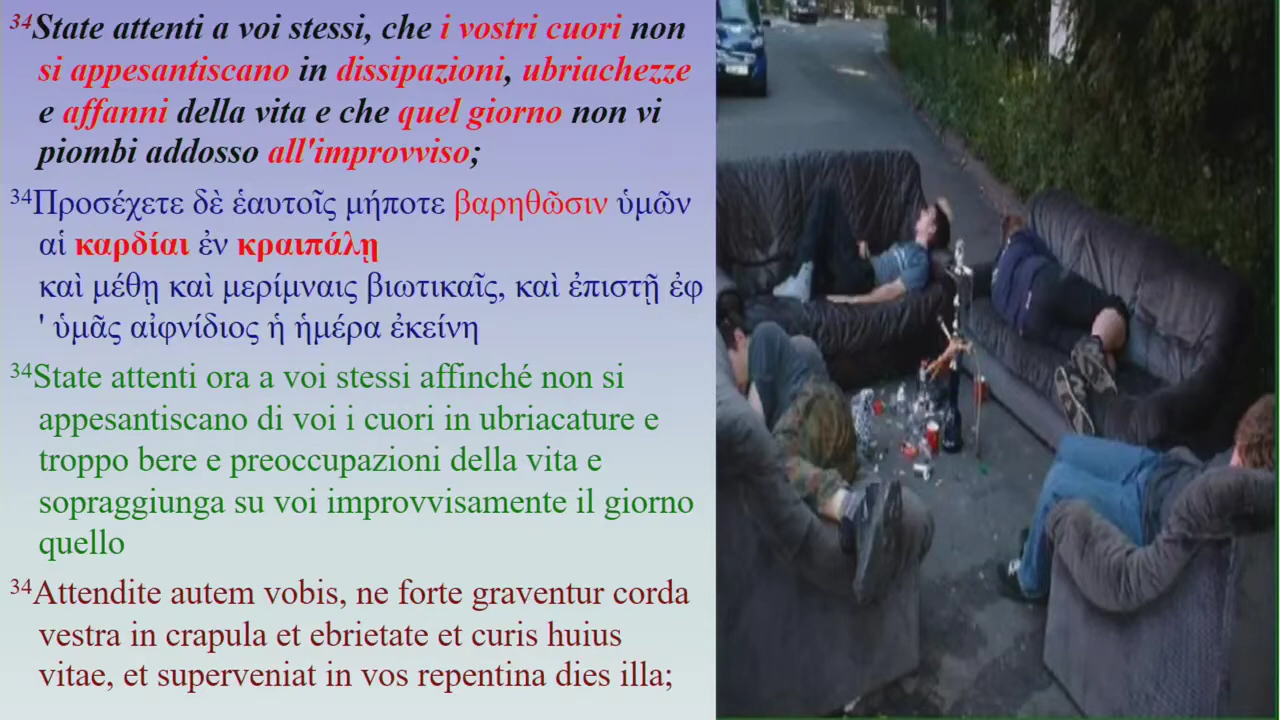 34State attenti a voi stessi, che i vostri cuori non
si appesantiscano in dissipazioni, ubriachezze
e affanni della vita e che quel giorno non vi
piombi addosso all'improvviso;
34Προσέχετε δὲ ἑαυτοῖς μήποτε βαρηθῶσιν ὑμῶν
αἱ καρδίαι ἐν κραιπάλῃ
καὶ μέθῃ καὶ μερίμναις βιωτικαῖς, καὶ ἐπιστῇ ἐφ
' ὑμᾶς αἰφνίδιος ἡ ἡμέρα ἐκείνη
34State attenti ora a voi stessi affinché non si
appesantiscano di voi i cuori in ubriacature e
troppo bere e preoccupazioni della vita e
sopraggiunga su voi improvvisamente il giorno
quello
34Attendite autem vobis, ne forte graventur corda
vestra in crapula et ebrietate et curis huius
vitae, et superveniat in vos repentina dies illa;